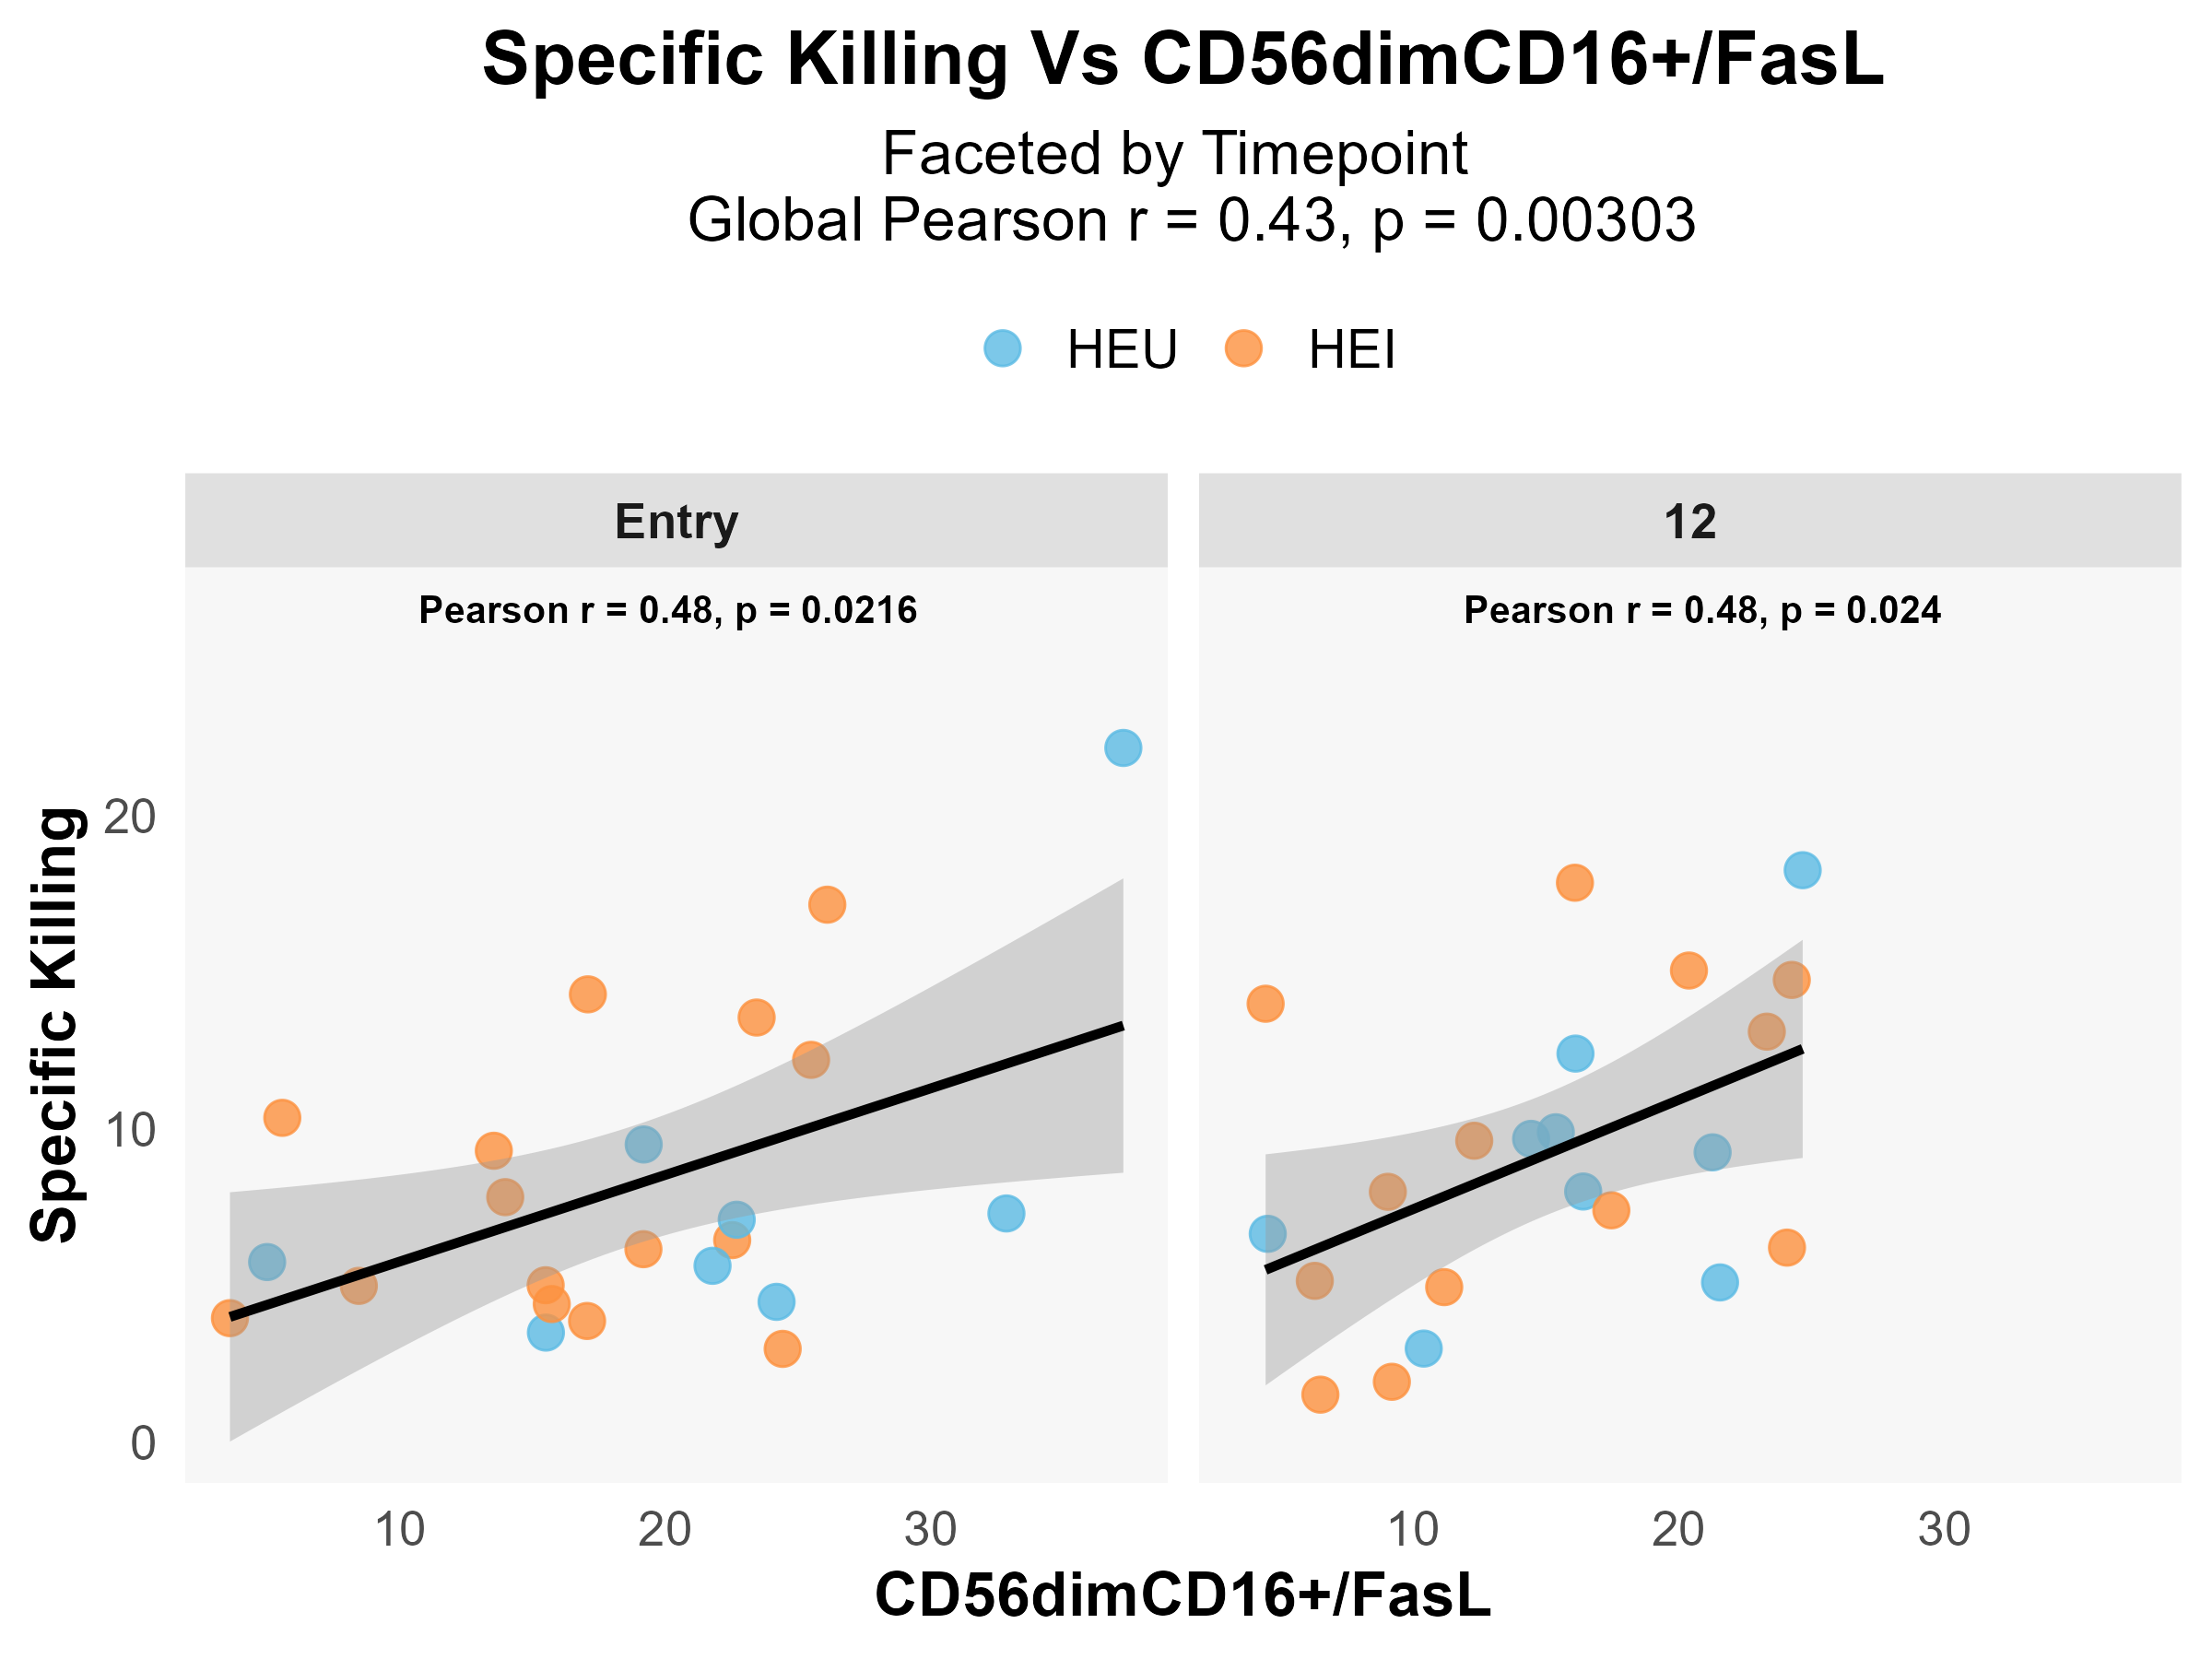 Specific Killing Vs CD56dimCD16+/FasL
Faceted by Timepoint
Global Pearson r = 0.43, p = 0.00303
HEU HEI
Entry 12
Pearson r = 0.48, p = 0.0216
Pearson r = 0.48, p = 0.024
Specific Killing
20
10
0
10 20 30
10 20 30
CD56dimCD16+/FasL